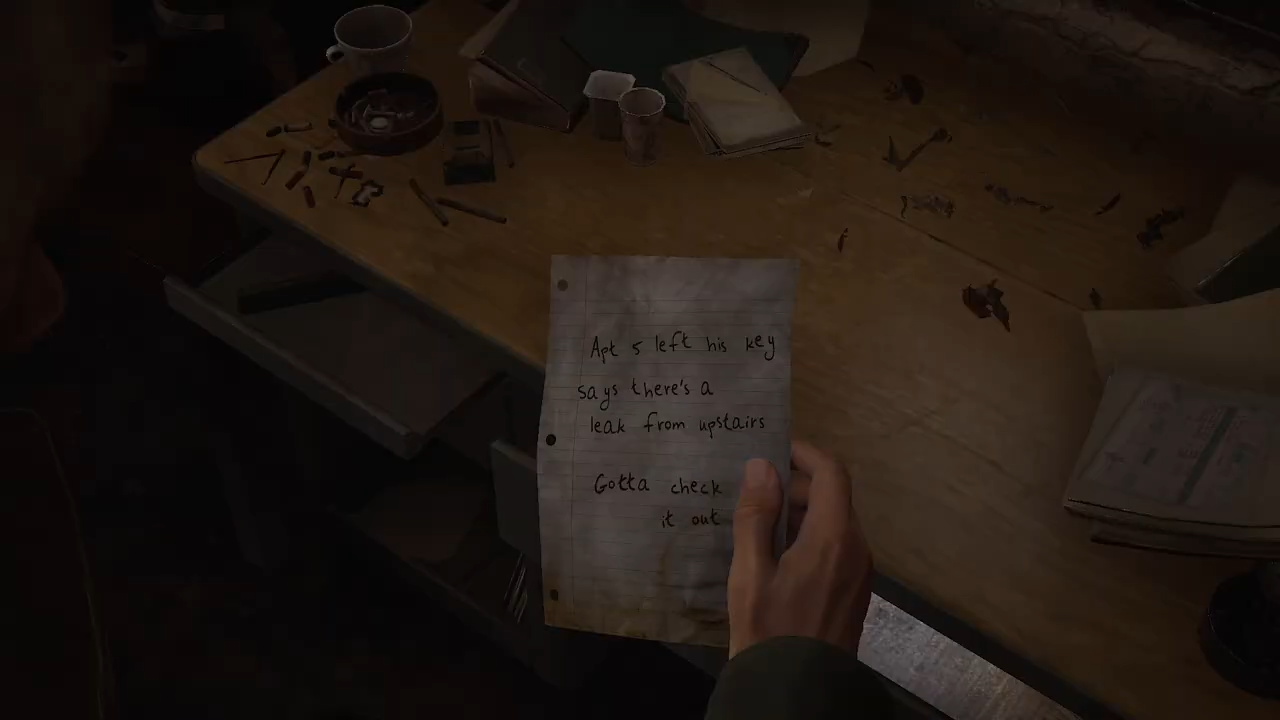 Apt 5 left his key
says there's a
leak from upstairs
Gotta check
it out